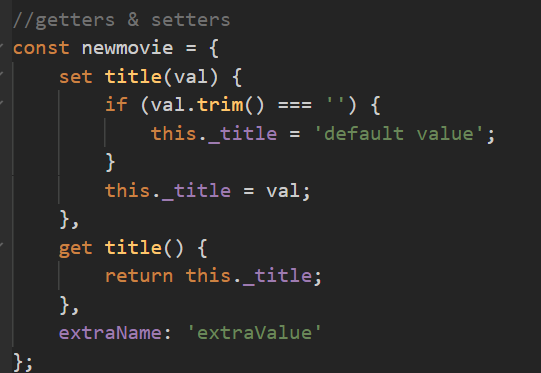 //getters & setters
const newmovie = {
    set title(val) {
        if (val.trim() === '') {
            this._title = 'default value';
        }
        this._title = val;
    },
    get title() {
        return this._title;
    },
    extraName: 'extraValue'
};